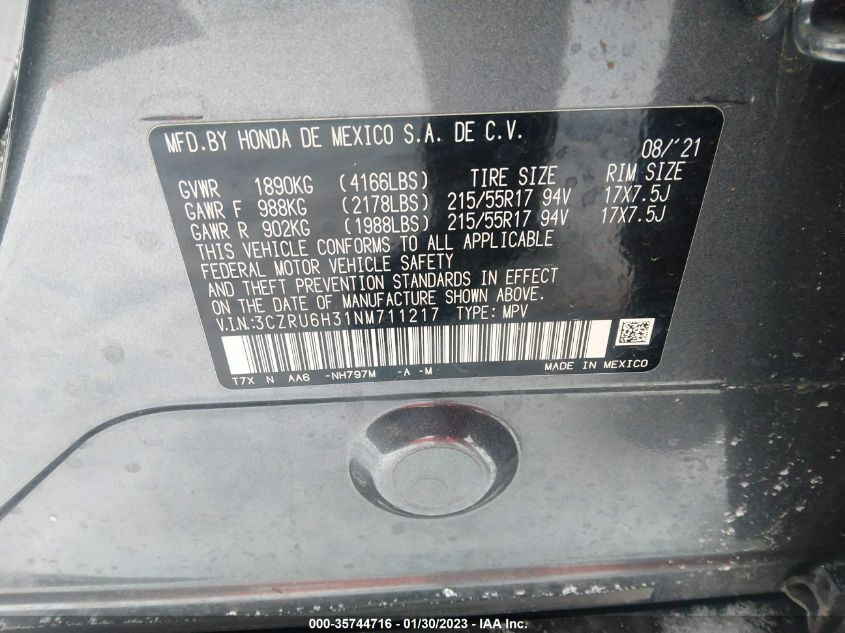 MFD.BY HONDA DE MEXICO S.A. DE C.V. 08/'21
GVWR 1890KG (4166LBS) TIRE SIZE RIM SIZE
GAWR F 988KG (2178LBS) 215/55R17 94V 17X7.5J
GAWR R 902KG (1988LBS) 215/55R17 94V 17X7.5J
THIS VEHICLE CONFORMS TO ALL APPLICABLE
FEDERAL MOTOR VEHICLE SAFETY
AND THEFT PREVENTION STANDARDS IN EFFECT
ON THE DATE OF MANUFACTURE SHOWN ABOVE.
V.I.N.:3CZRU6H31NM711217 TYPE: MPV
T7X N AA6 -NH797M -A -M MADE IN MEXICO
000-35744716 - 01/30/2023 - IAA Inc.